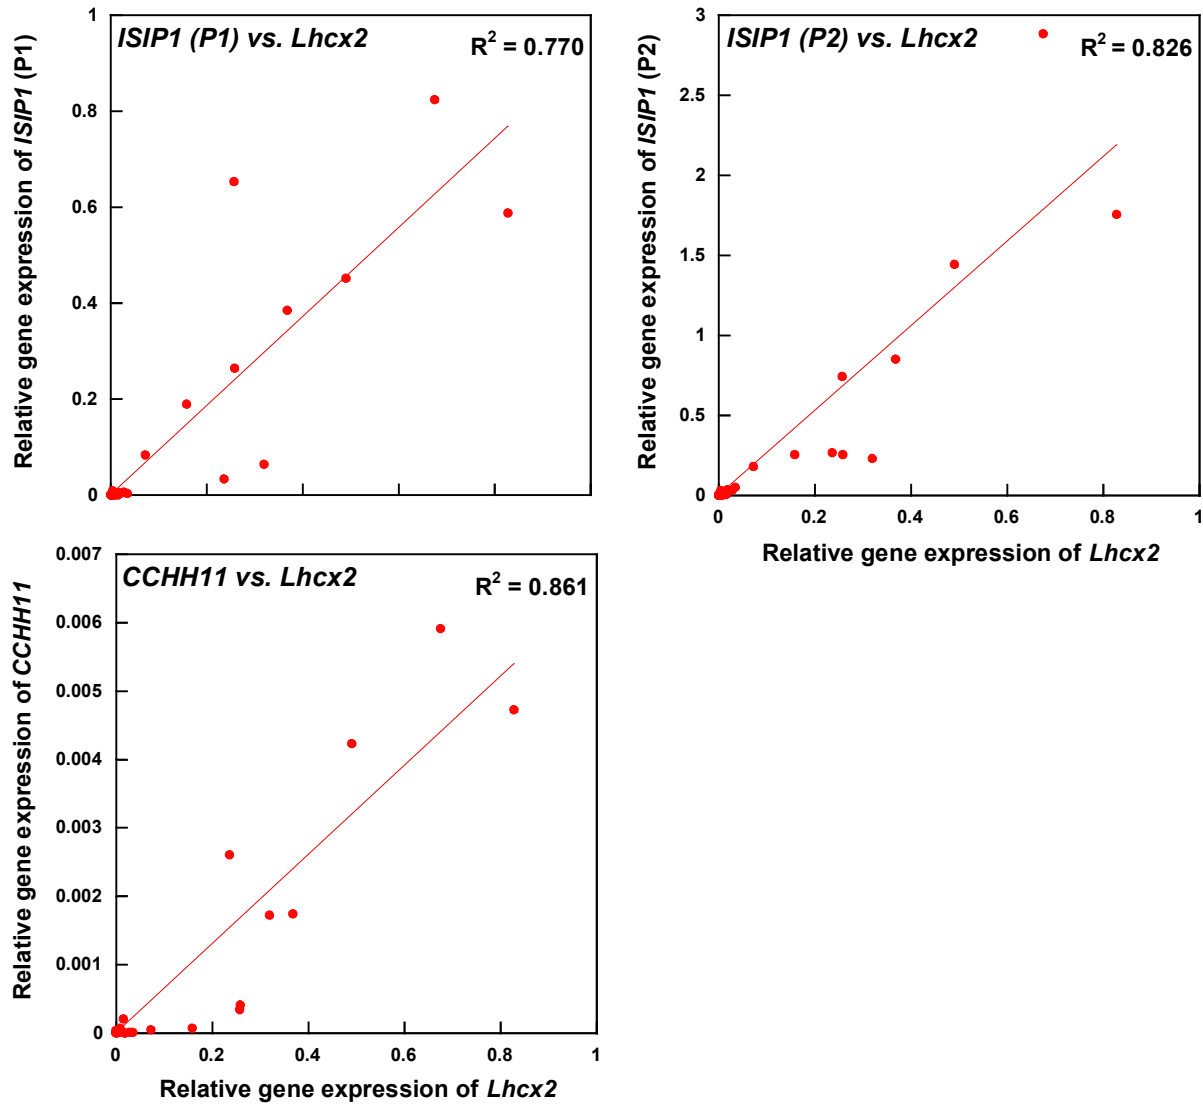 ISIP1 (P1) vs. Lhcx2
R² = 0.770
Relative gene expression of ISIP1 (P1)
1
0.8
0.6
0.4
0.2
0
ISIP1 (P2) vs. Lhcx2
R² = 0.826
Relative gene expression of ISIP1 (P2)
3
2.5
2
1.5
1
0.5
0
0 0.2 0.4 0.6 0.8 1
Relative gene expression of Lhcx2
CCHH11 vs. Lhcx2
R² = 0.861
Relative gene expression of CCHH11
0.007
0.006
0.005
0.004
0.003
0.002
0.001
0
0 0.2 0.4 0.6 0.8 1
Relative gene expression of Lhcx2